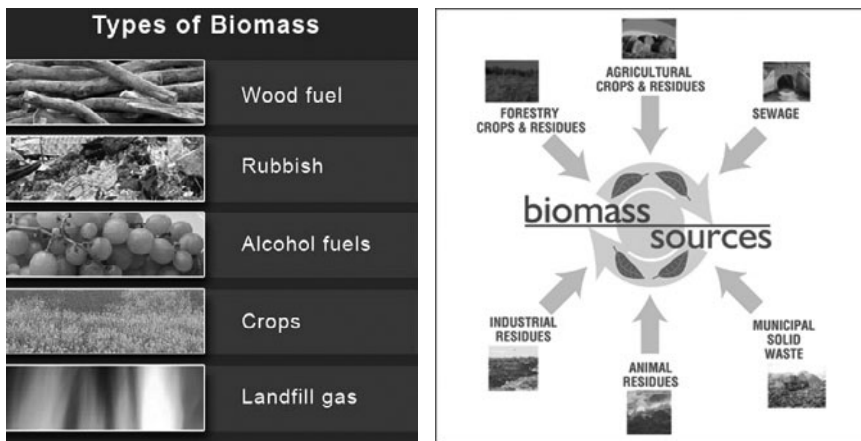 Types of Biomass
Wood fuel
Rubbish
Alcohol fuels
Crops
Landfill gas
AGRICULTURAL
CROPS & RESIDUES
FORESTRY
CROPS & RESIDUES
SEWAGE
biomass
sources
INDUSTRIAL
RESIDUES
ANIMAL
RESIDUES
MUNICIPAL
SOLID
WASTE